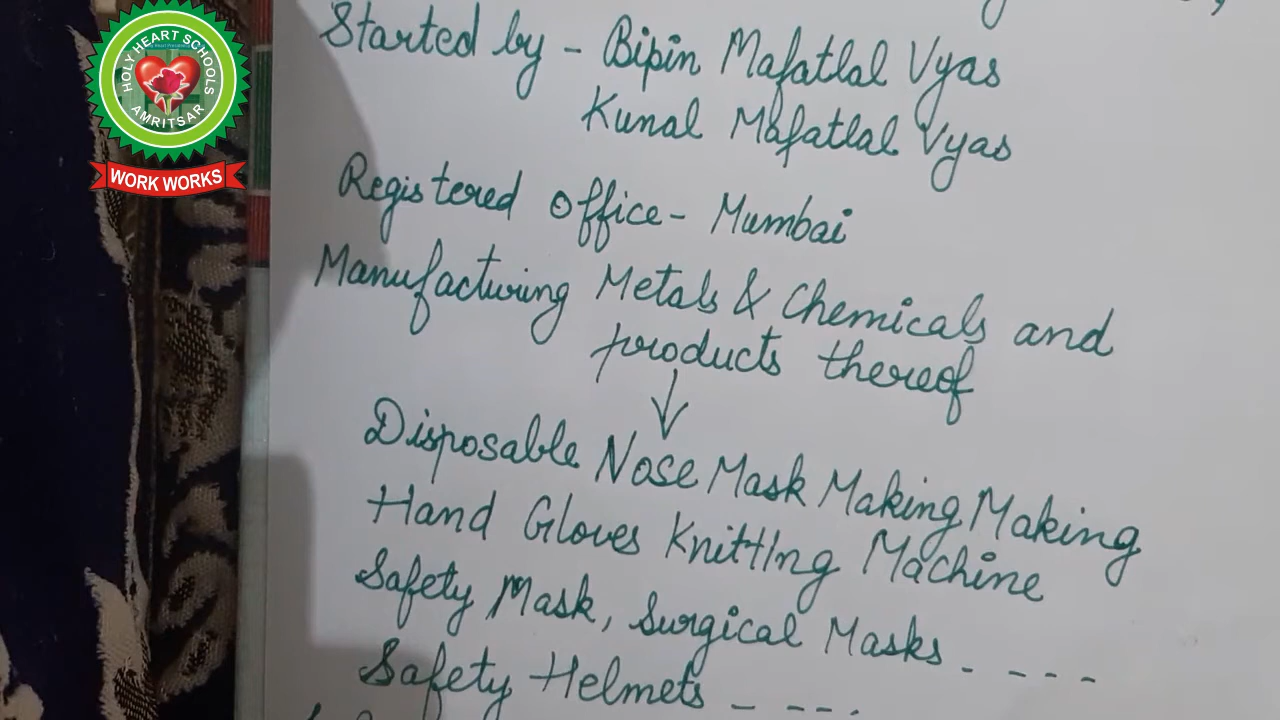 HOLY HEART SCHOOLS
AMRITSAR
WORK WORKS
Started by - Bipin Mafatlal Vyas
Kunal Mafatlal Vyas
Registered office - Mumbai
Manufacturing Metals & Chemicals and
products thereof
Disposable Nose Mask Making Making
Hand Gloves Knitting Machine
Safety Mask, Surgical Masks - - - -
Safety Helmets - - - .